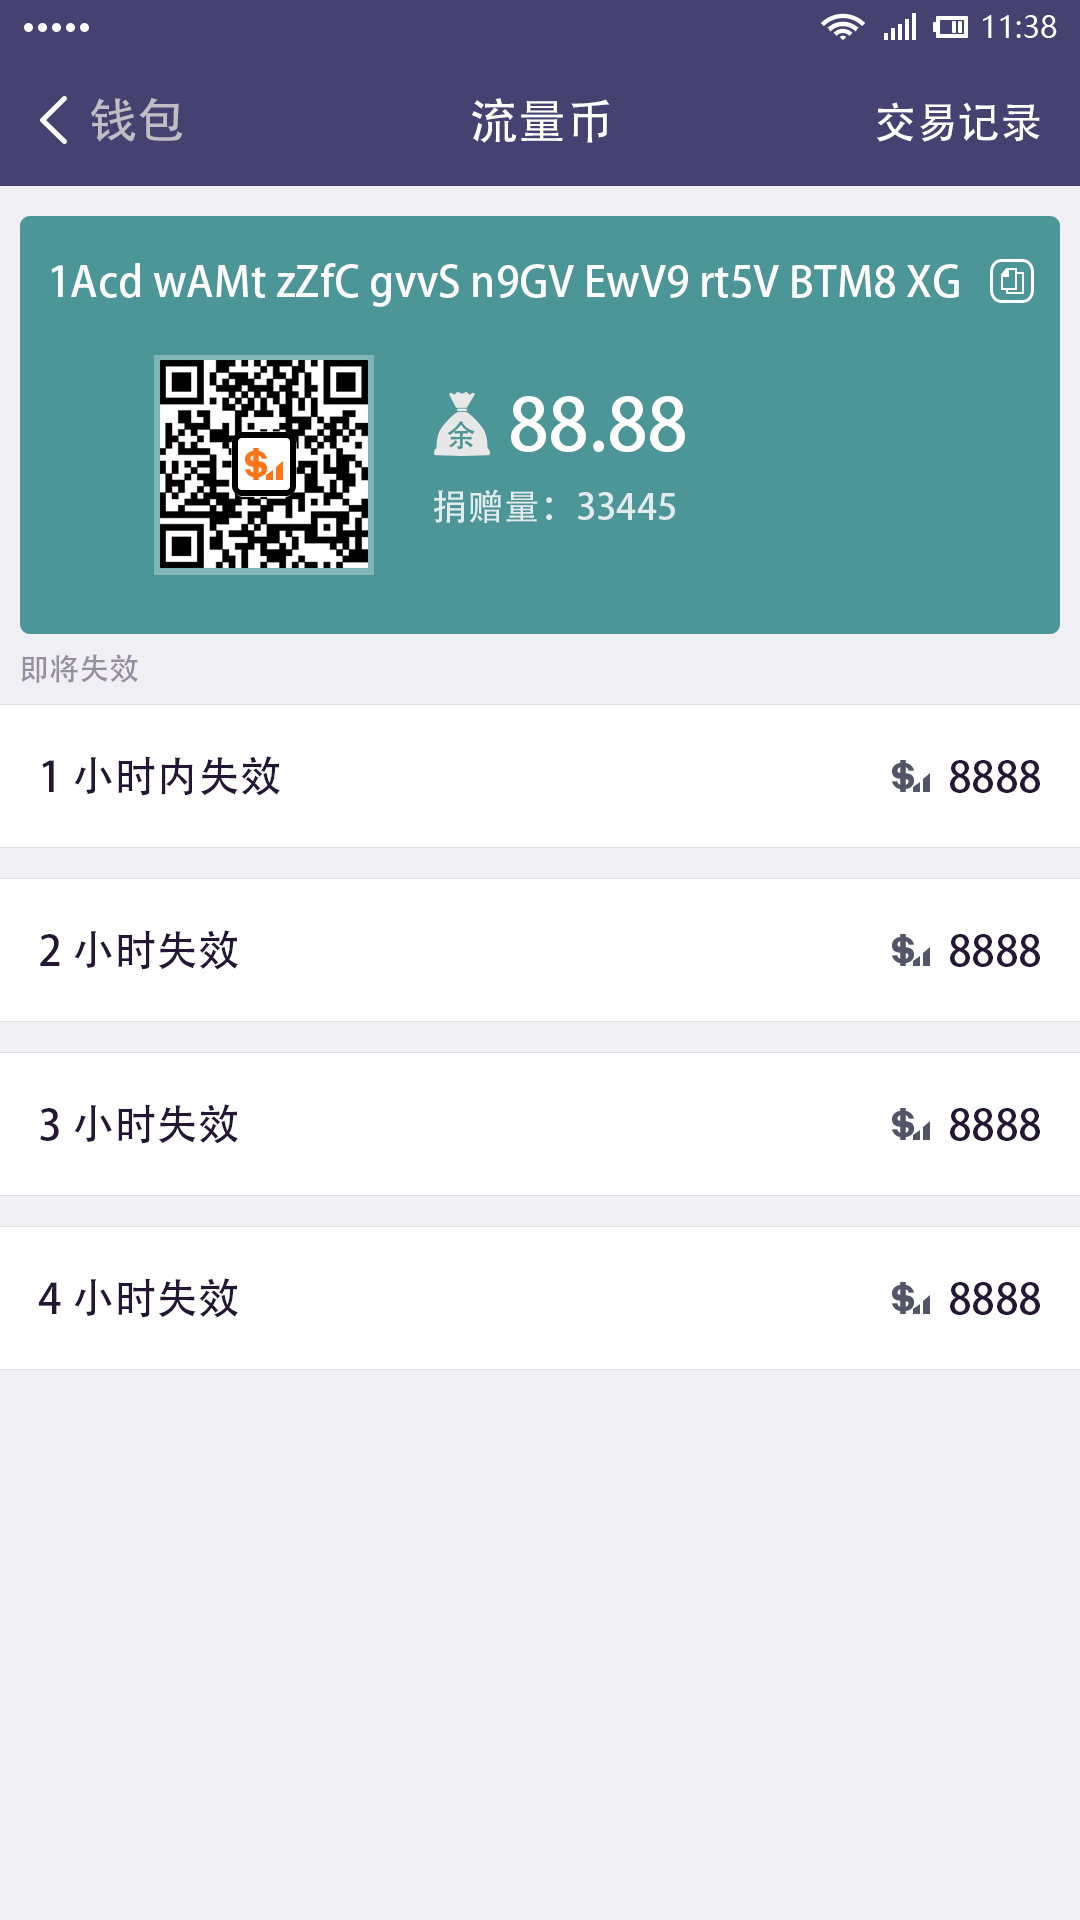 11:38
钱包
流量币
交易记录
1Acd wAMt zZfC gvvS n9GV EwV9 rt5V BTM8 XG
余 88.88
捐赠量：33445
即将失效
1 小时内失效 $ 8888
2 小时失效 $ 8888
3 小时失效 $ 8888
4 小时失效 $ 8888